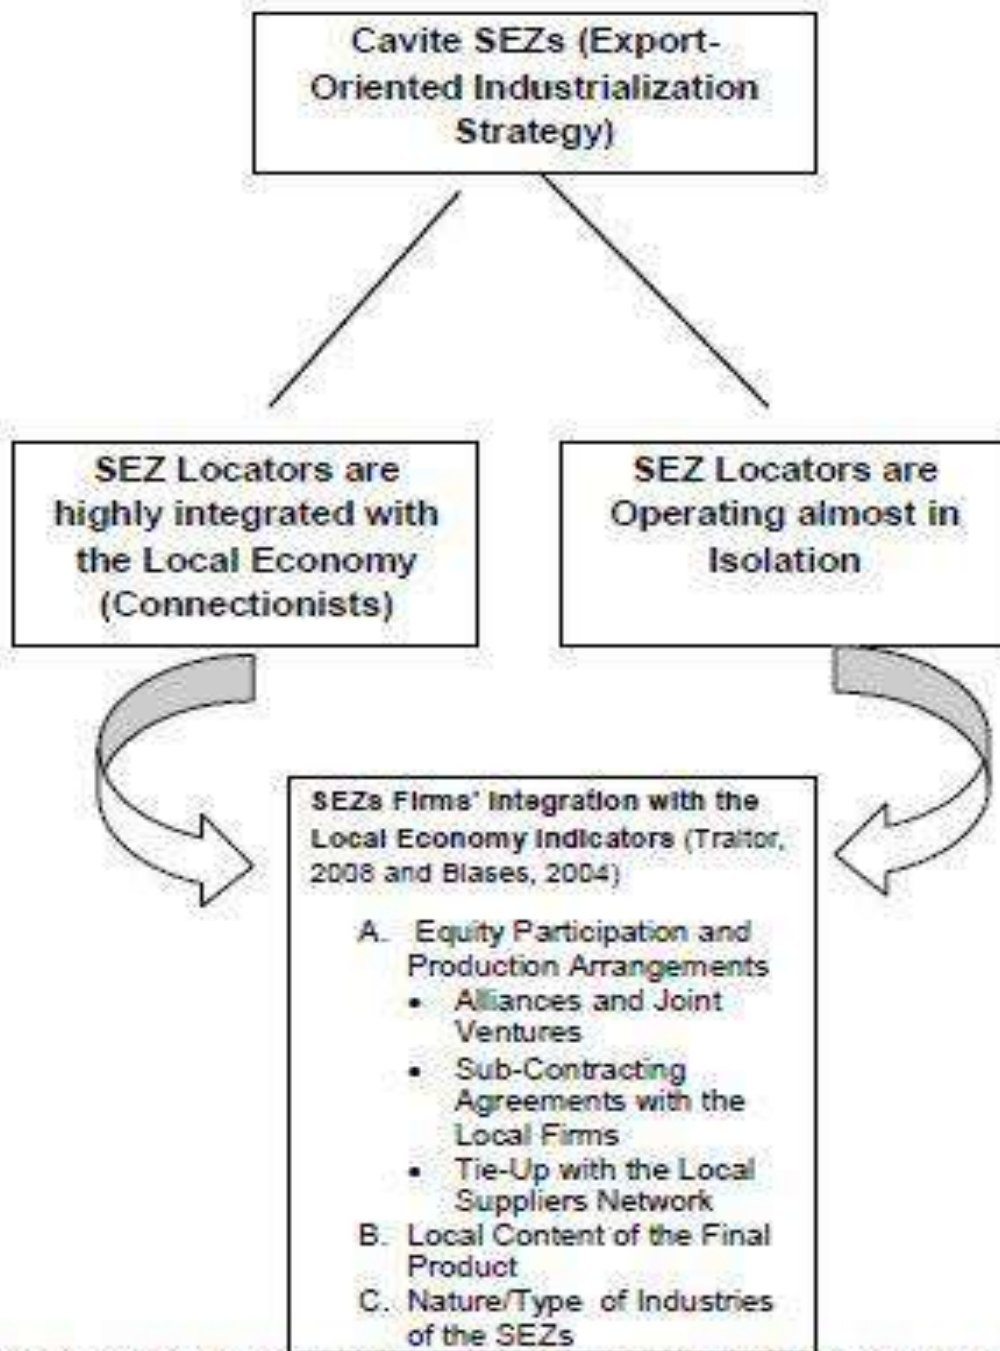 Cavite SEZs (Export-
Oriented Industrialization
Strategy)
SEZ Locators are
highly integrated with
the Local Economy
(Connectionists)
SEZ Locators are
Operating almost in
Isolation
SEZs Firms' Integration with the
Local Economy Indicators (Traitor,
2008 and Blases, 2004)
A. Equity Participation and
Production Arrangements
• Alliances and Joint
Ventures
• Sub-Contracting
Agreements with the
Local Firms
• Tie-Up with the Local
Suppliers Network
B. Local Content of the Final
Product
C. Nature/Type of Industries
of the SEZs